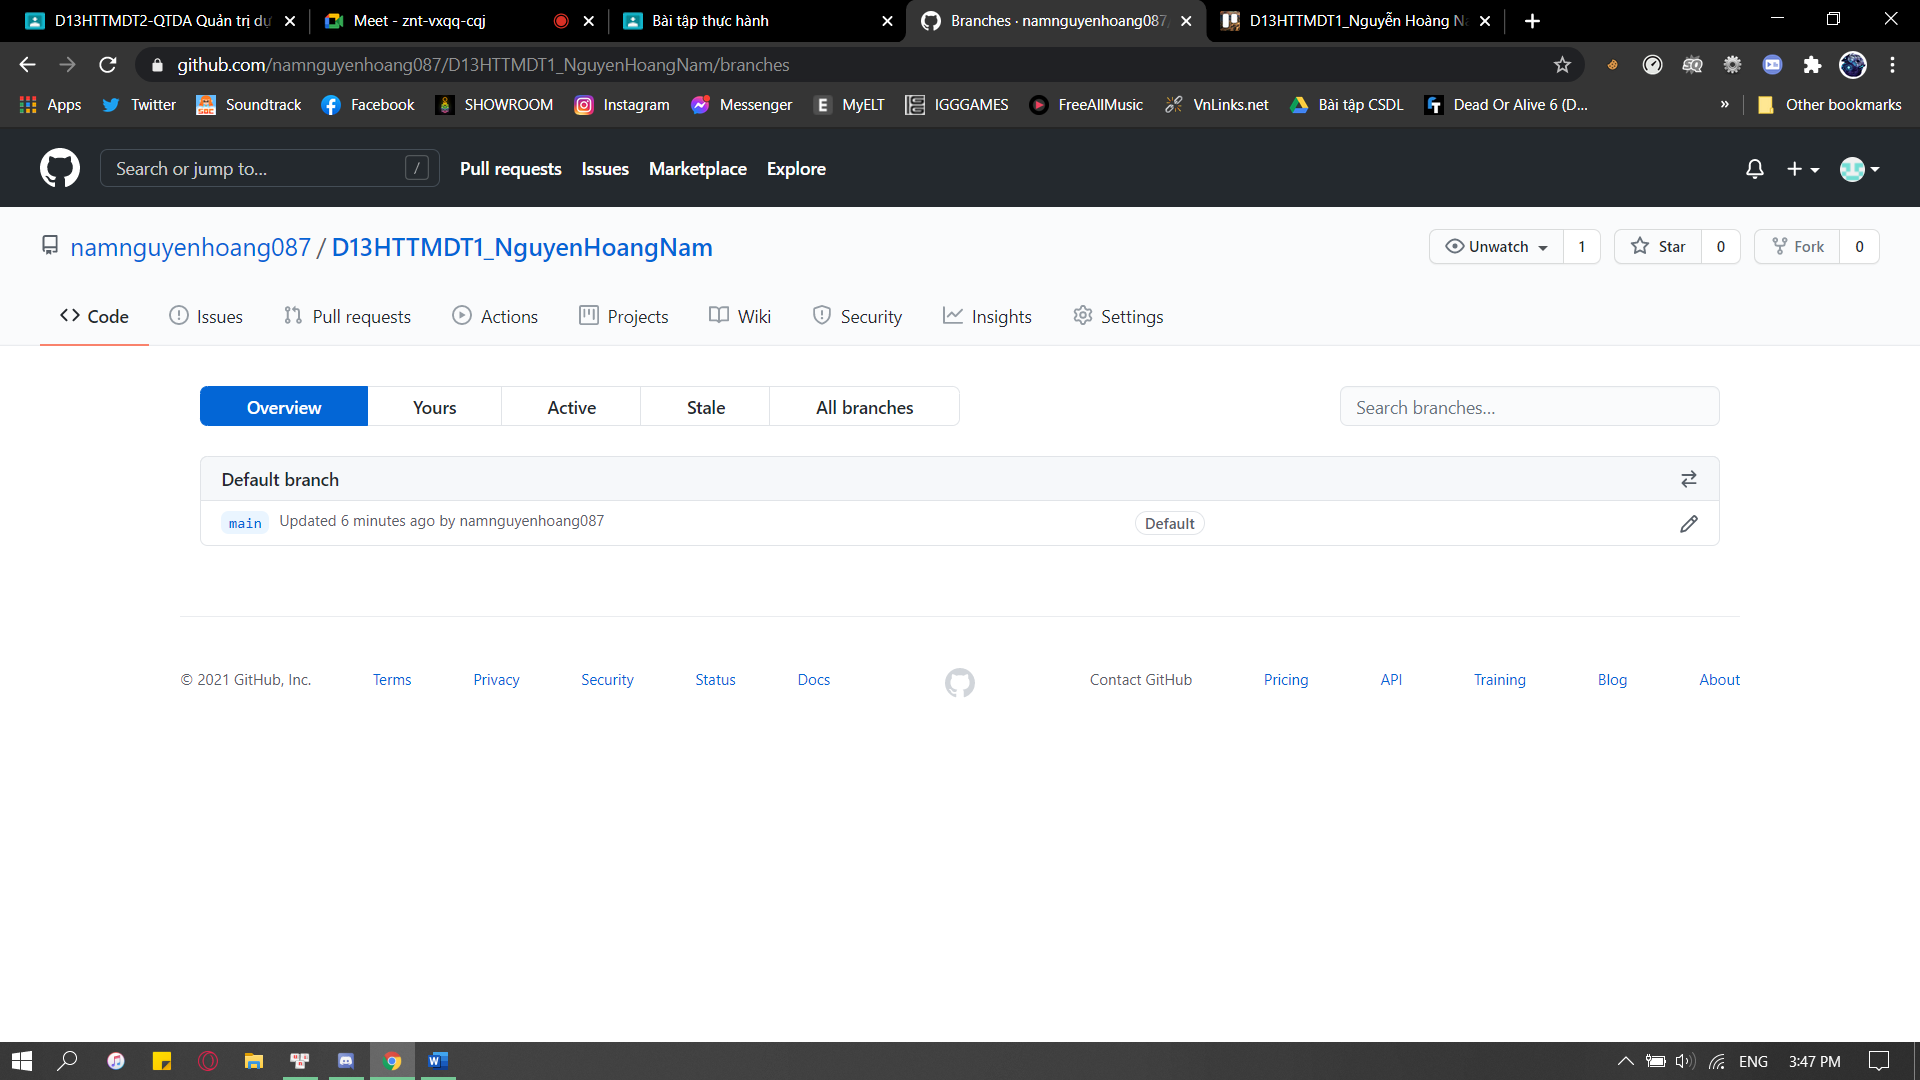 D13HTTMDT2-QTDA Quản trị dụ
Meet - znt-vxqq-cqj
Bài tập thực hành
Branches · namnguyenhoang087/
D13HTTMDT1_Nguyễn Hoàng N
github.com/namnguyenhoang087/D13HTTMDT1_NguyenHoangNam/branches
Apps Twitter Soundtrack Facebook SHOWROOM Instagram Messenger MyELT IGGGAMES FreeAllMusic VnLinks.net Bài tập CSDL Dead Or Alive 6 (D... » Other bookmarks
Search or jump to... / Pull requests Issues Marketplace Explore
namnguyenhoang087 / D13HTTMDT1_NguyenHoangNam
Unwatch 1 Star 0 Fork 0
Code Issues Pull requests Actions Projects Wiki Security Insights Settings
Overview Yours Active Stale All branches Search branches...
Default branch
main Updated 6 minutes ago by namnguyenhoang087 Default
© 2021 GitHub, Inc. Terms Privacy Security Status Docs Contact GitHub Pricing API Training Blog About
ENG 3:47 PM